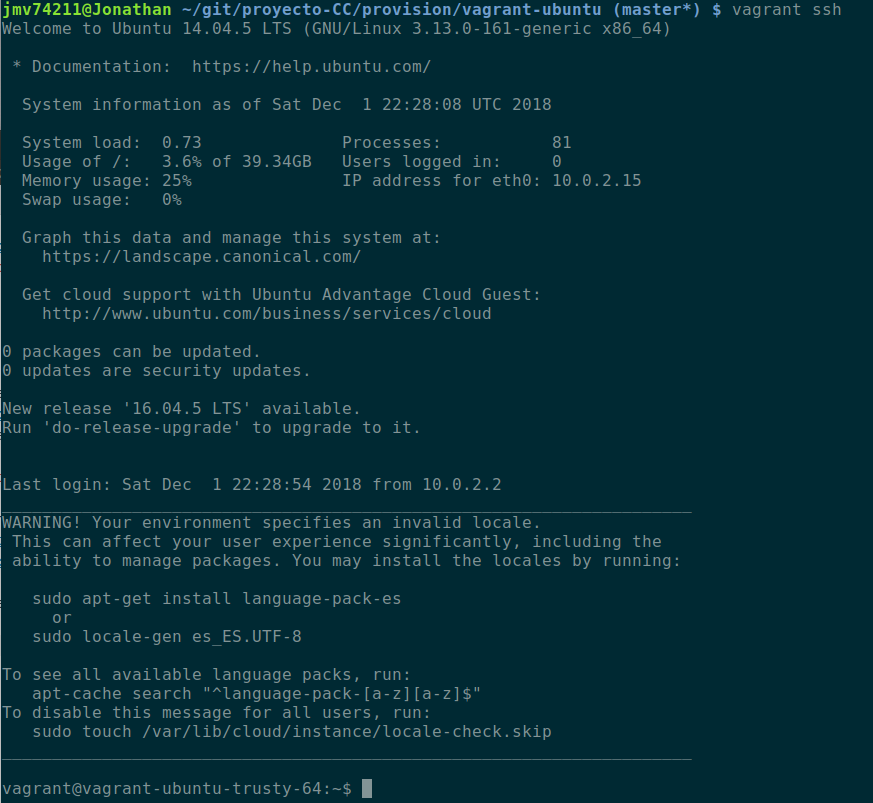 jmv74211@Jonathan ~/git/proyecto-CC/provision/vagrant-ubuntu (master*) $ vagrant ssh
Welcome to Ubuntu 14.04.5 LTS (GNU/Linux 3.13.0-161-generic x86_64)
* Documentation:  https://help.ubuntu.com/
System information as of Sat Dec  1 22:28:08 UTC 2018
System load:  0.73              Processes:           81
Usage of /:   3.6% of 39.34GB   Users logged in:     0
Memory usage: 25%               IP address for eth0: 10.0.2.15
Swap usage:   0%
Graph this data and manage this system at:
https://landscape.canonical.com/
Get cloud support with Ubuntu Advantage Cloud Guest:
http://www.ubuntu.com/business/services/cloud
0 packages can be updated.
0 updates are security updates.
New release '16.04.5 LTS' available.
Run 'do-release-upgrade' to upgrade to it.
Last login: Sat Dec  1 22:28:54 2018 from 10.0.2.2
_____________________________________________________________________
WARNING! Your environment specifies an invalid locale.
This can affect your user experience significantly, including the
ability to manage packages. You may install the locales by running:
sudo apt-get install language-pack-es
or
sudo locale-gen es_ES.UTF-8
To see all available language packs, run:
apt-cache search "^language-pack-[a-z][a-z]$"
To disable this message for all users, run:
sudo touch /var/lib/cloud/instance/locale-check.skip
_____________________________________________________________________
vagrant@vagrant-ubuntu-trusty-64:~$